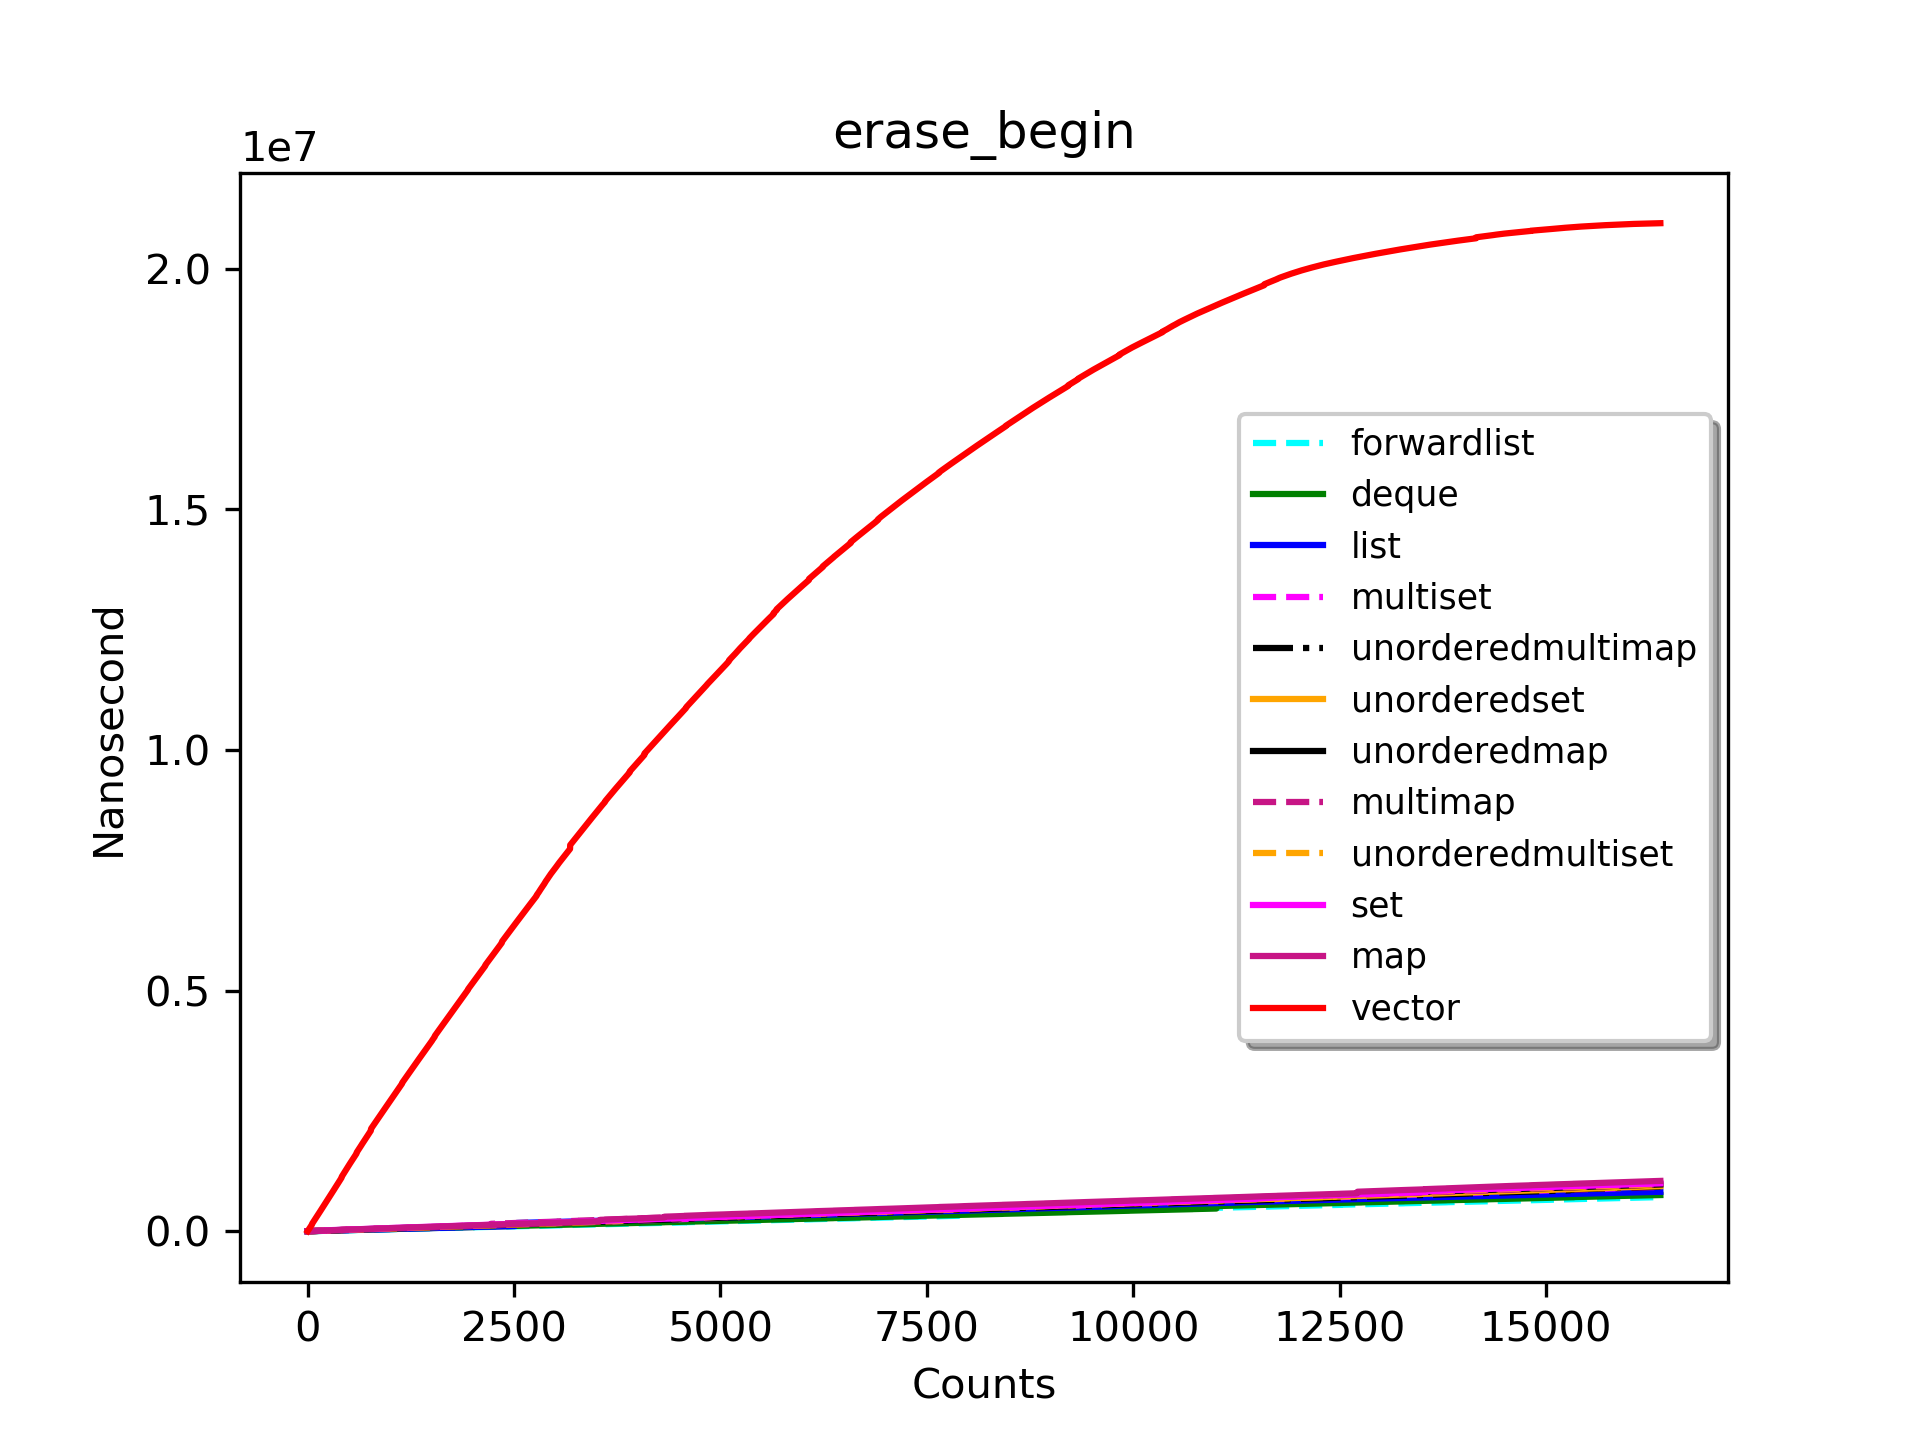 erase_begin
1e7
2.0
1.5
1.0
0.5
0.0
Nanosecond
forwardlist
deque
list
multiset
unorderedmultimap
unorderedset
unorderedmap
multimap
unorderedmultiset
set
map
vector
0 2500 5000 7500 10000 12500 15000
Counts